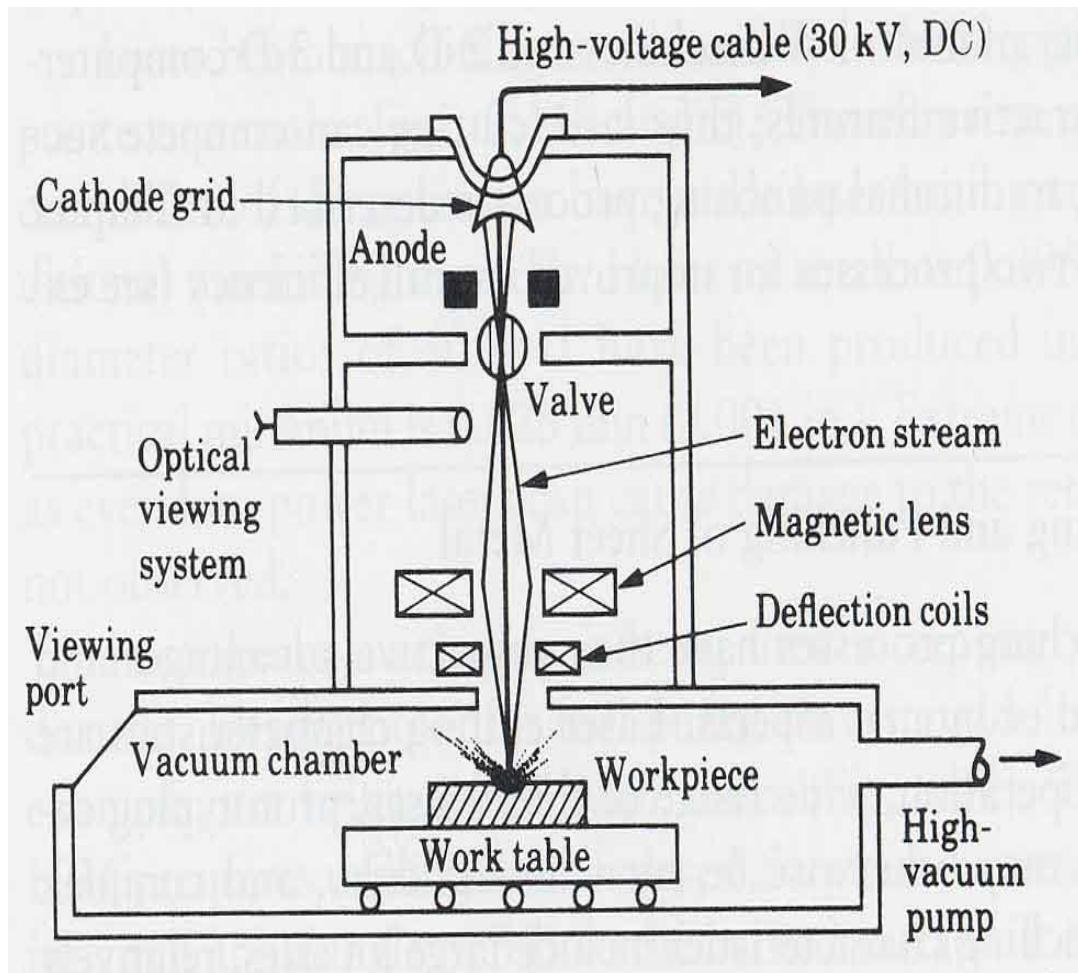 High-voltage cable (30 kV, DC)
Cathode grid
Anode
Valve
Optical
viewing
system
Electron stream
Magnetic lens
Deflection coils
Viewing
port
Vacuum chamber
Workpiece
Work table
High-
vacuum
pump